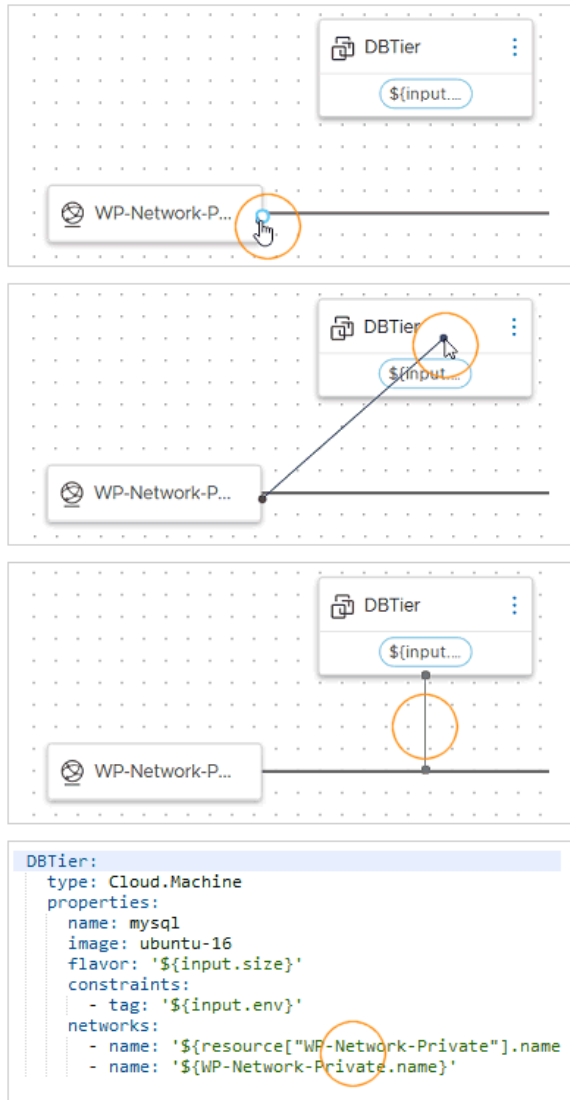 DBTier
${input....
WP-Network-P...
DBTier
${input....
WP-Network-P...
DBTier
${input....
WP-Network-P...
DBTier:
type: Cloud.Machine
properties:
name: mysql
image: ubuntu-16
flavor: '${input.size}'
constraints:
- tag: '${input.env}'
networks:
- name: '${resource["WP-Network-Private"].name
- name: '${WP-Network-Private.name}'